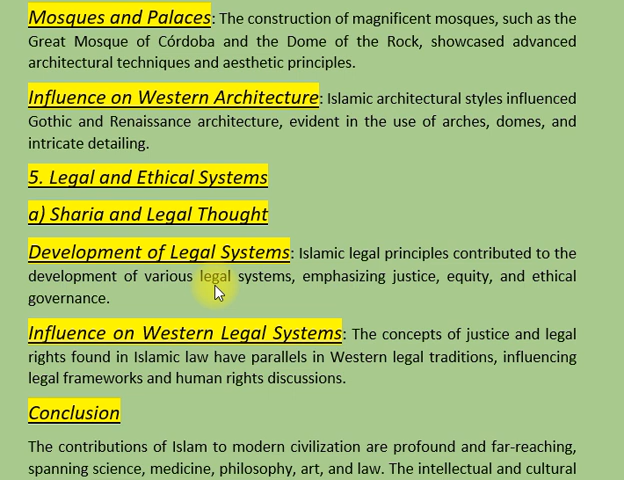 Mosques and Palaces: The construction of magnificent mosques, such as the
Great Mosque of Córdoba and the Dome of the Rock, showcased advanced
architectural techniques and aesthetic principles.
Influence on Western Architecture: Islamic architectural styles influenced
Gothic and Renaissance architecture, evident in the use of arches, domes, and
intricate detailing.
5. Legal and Ethical Systems
a) Sharia and Legal Thought
Development of Legal Systems: Islamic legal principles contributed to the
development of various legal systems, emphasizing justice, equity, and ethical
governance.
Influence on Western Legal Systems: The concepts of justice and legal
rights found in Islamic law have parallels in Western legal traditions, influencing
legal frameworks and human rights discussions.
Conclusion
The contributions of Islam to modern civilization are profound and far-reaching,
spanning science, medicine, philosophy, art, and law. The intellectual and cultural